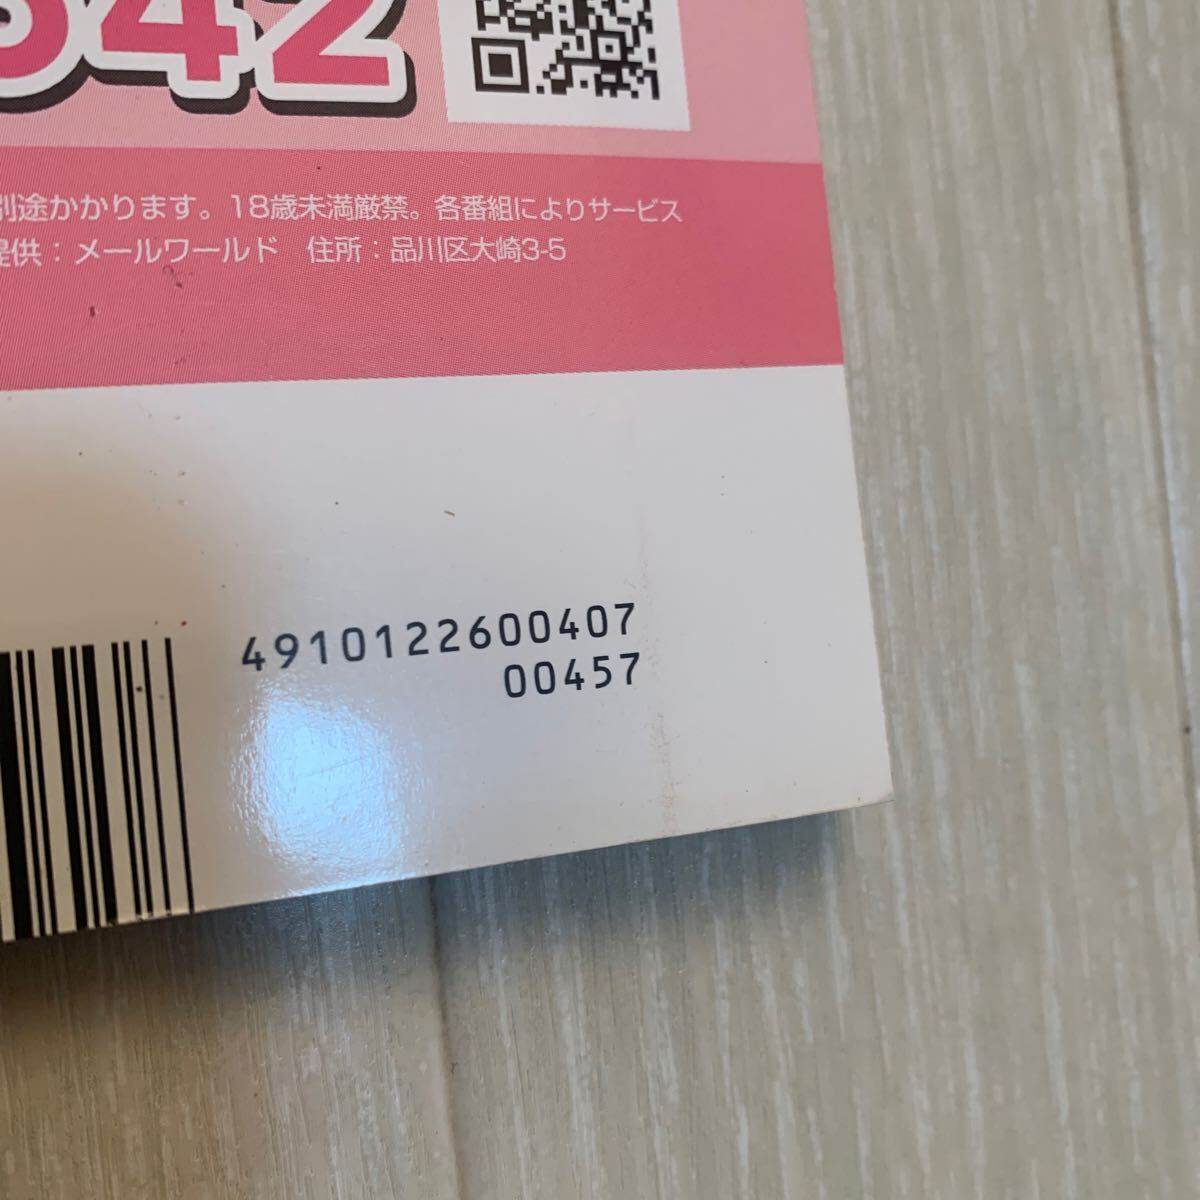 342
別途かかります。18歳未満厳禁。各番組によりサービス
提供：メールワールド　住所：品川区大崎3-5
4910122600407
00457